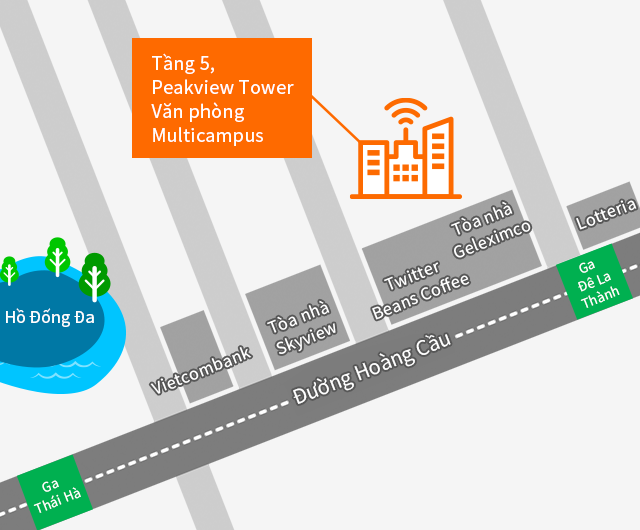 Tầng 5,
Peakview Tower
Văn phòng
Multicampus
Tòa nhà
Geleximco
Lotteria
Twitter
Beans Coffee
Ga
Đê La
Thành
Tòa nhà
Skyview
Hồ Đống Đa
Vietcombank
Đường Hoàng Cầu
Ga
Thái Hà